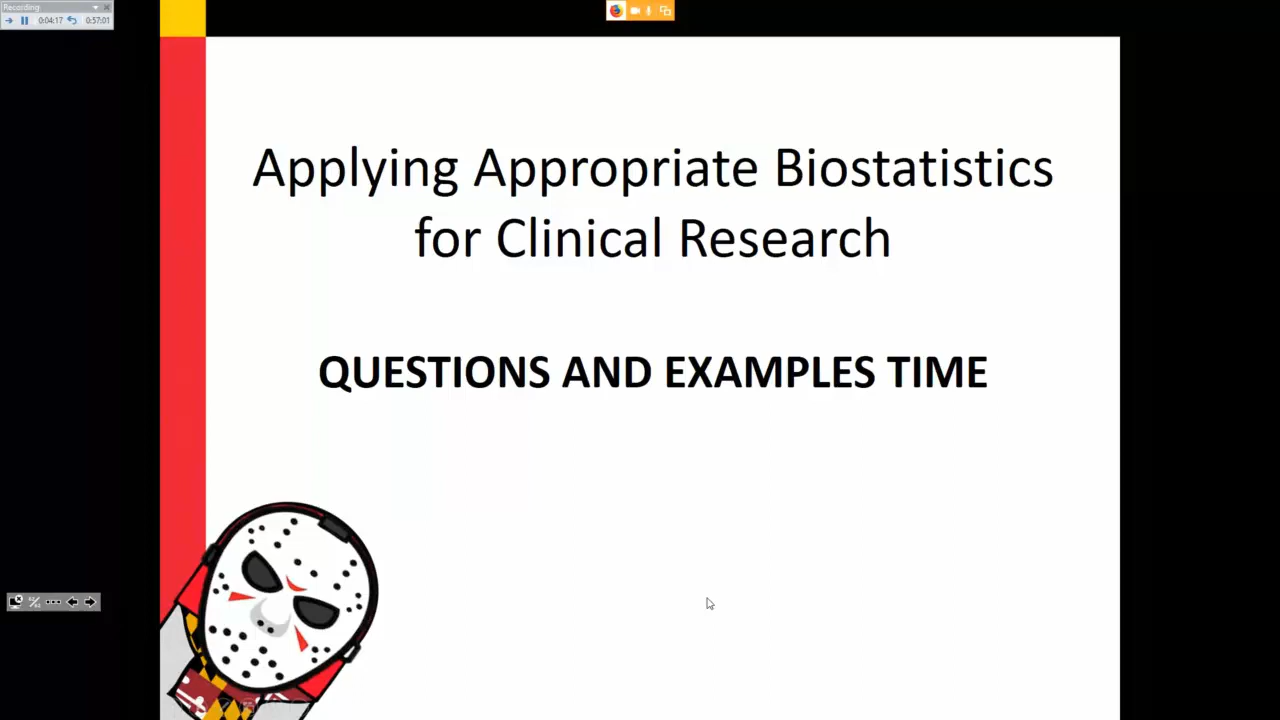 Recording
0:04:17 0:57:01
Applying Appropriate Biostatistics
for Clinical Research
QUESTIONS AND EXAMPLES TIME